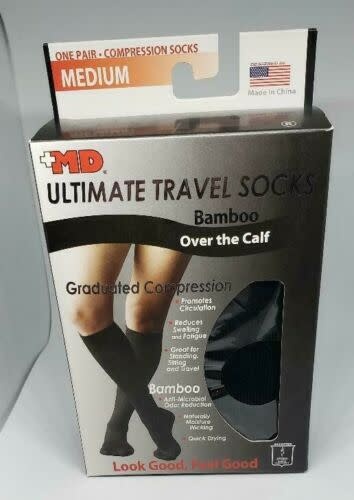 ONE PAIR • COMPRESSION SOCKS
MEDIUM
Made in China
+MD®
ULTIMATE TRAVEL SOCKS
Bamboo
Over the Calf
Graduated Compression
• Promotes
Circulation
• Reduces
Swelling
and Fatigue
• Great for
Standing,
Sitting
and Travel
Bamboo
• Anti-Microbial
Odor Reduction
• Naturally
Moisture
Wicking
• Quick Drying
Look Good, Feel Good